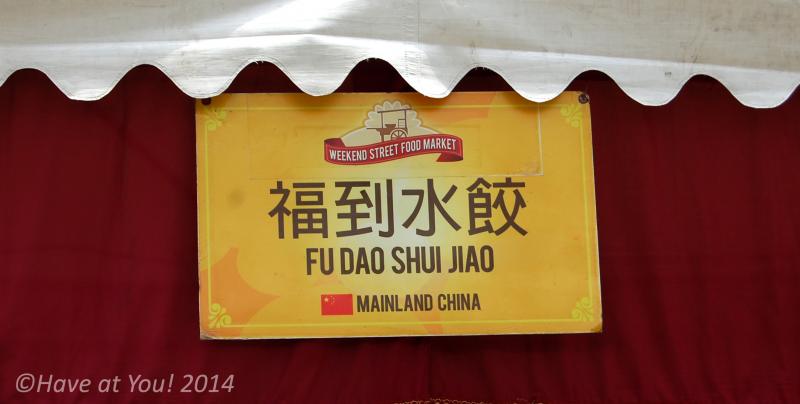 WEEKEND STREET FOOD MARKET
福到水餃
FU DAO SHUI JIAO
MAINLAND CHINA
©Have at You! 2014